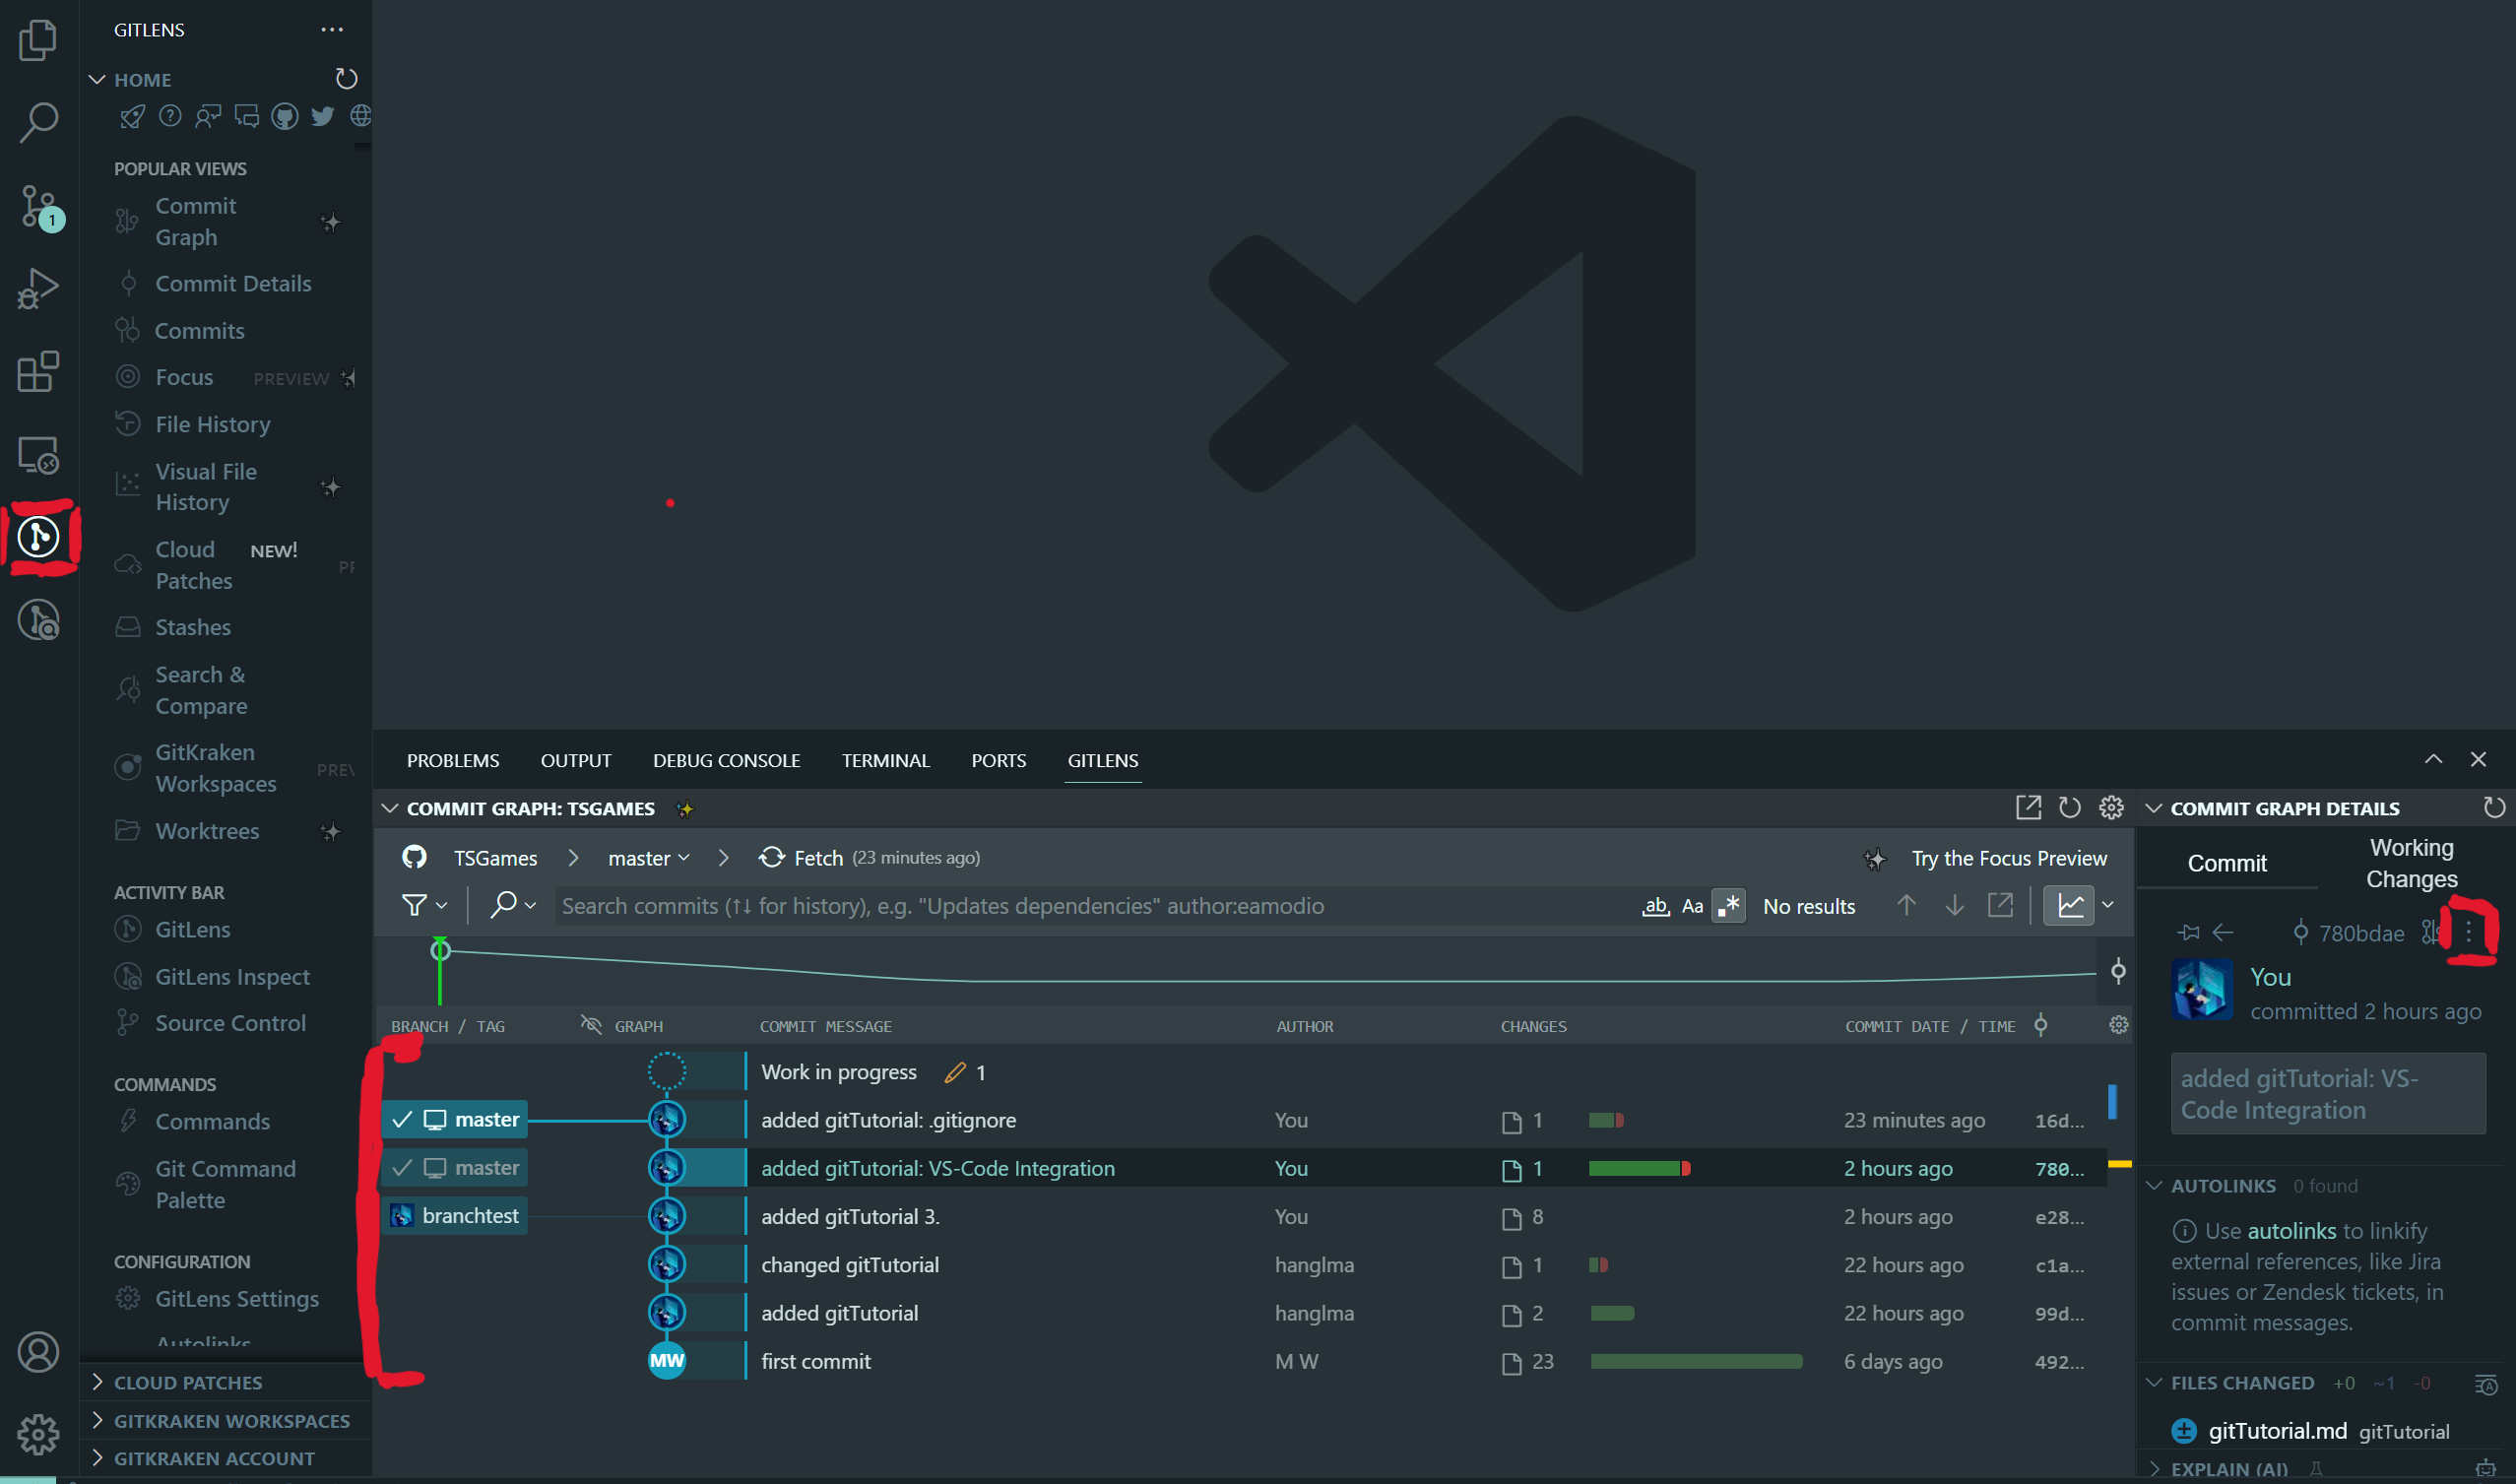 GITLENS
HOME
POPULAR VIEWS
Commit
Graph
Commit Details
Commits
Focus PREVIEW
File History
Visual File
History
Cloud NEW!
Patches
Stashes
Search &
Compare
GitKraken
Workspaces
Worktrees
ACTIVITY BAR
GitLens
GitLens Inspect
Source Control
COMMANDS
Commands
Git Command
Palette
CONFIGURATION
GitLens Settings
Autolinks
CLOUD PATCHES
GITKRAKEN WORKSPACES
GITKRAKEN ACCOUNT
1
PROBLEMS OUTPUT DEBUG CONSOLE TERMINAL PORTS GITLENS
COMMIT GRAPH: TSGAMES
TSGames master Fetch (23 minutes ago) Try the Focus Preview
Search commits (↑↓ for history), e.g. "Updates dependencies" author:eamodio ab Aa .* No results
BRANCH / TAG GRAPH COMMIT MESSAGE AUTHOR CHANGES COMMIT DATE / TIME
Work in progress 1
master added gitTutorial: .gitignore You 1 23 minutes ago 16d...
master added gitTutorial: VS-Code Integration You 1 2 hours ago 780...
branchtest added gitTutorial 3. You 8 2 hours ago e28...
changed gitTutorial hanglma 1 22 hours ago c1a...
added gitTutorial hanglma 2 22 hours ago 99d...
MW first commit M W 23 6 days ago 492...
COMMIT GRAPH DETAILS
Commit Working
Changes
780bdae
You
committed 2 hours ago
added gitTutorial: VS-
Code Integration
AUTOLINKS 0 found
Use autolinks to linkify
external references, like Jira
issues or Zendesk tickets, in
commit messages.
FILES CHANGED +0 ~1 -0
gitTutorial.md gitTutorial
EXPLAIN (AI)